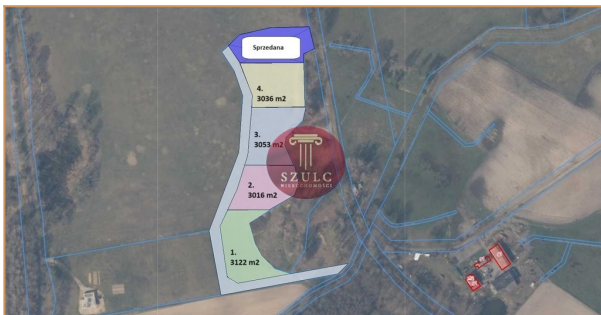 Sprzedana
4.
3036 m2
3.
3053 m2
SZULC
NIERUCHOMOŚCI
2.
3016 m2
1.
3122 m2